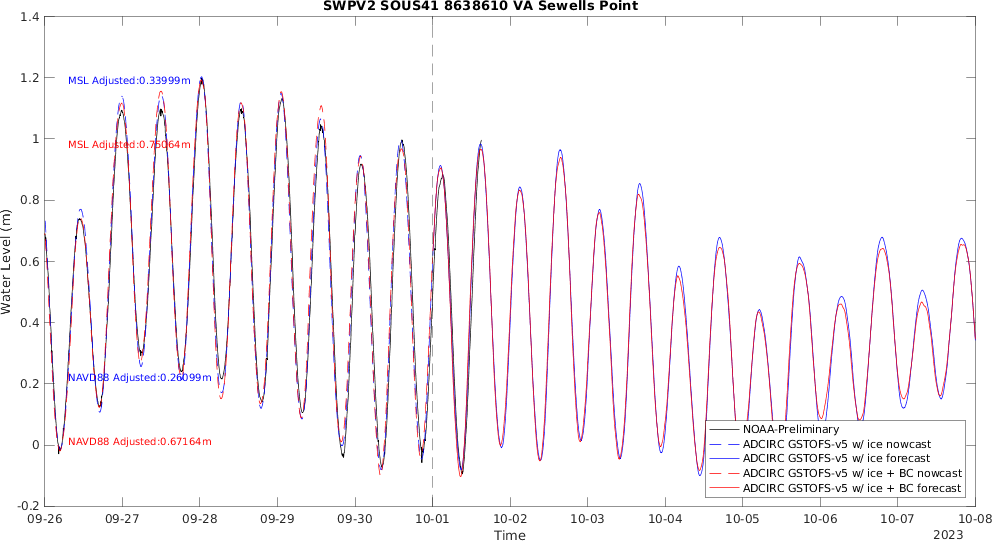 SWPV2 SOUS41 8638610 VA Sewells Point
1.4
1.2
1
0.8
0.6
0.4
0.2
0
-0.2
Water Level (m)
MSL Adjusted:0.33999m
MSL Adjusted:0.75064m
NAVD88 Adjusted:0.26099m
NAVD88 Adjusted:0.67164m
NOAA-Preliminary
ADCIRC GSTOFS-v5 w/ ice nowcast
ADCIRC GSTOFS-v5 w/ ice forecast
ADCIRC GSTOFS-v5 w/ ice + BC nowcast
ADCIRC GSTOFS-v5 w/ ice + BC forecast
09-26 09-27 09-28 09-29 09-30 10-01 10-02 10-03 10-04 10-05 10-06 10-07 10-08
Time
2023